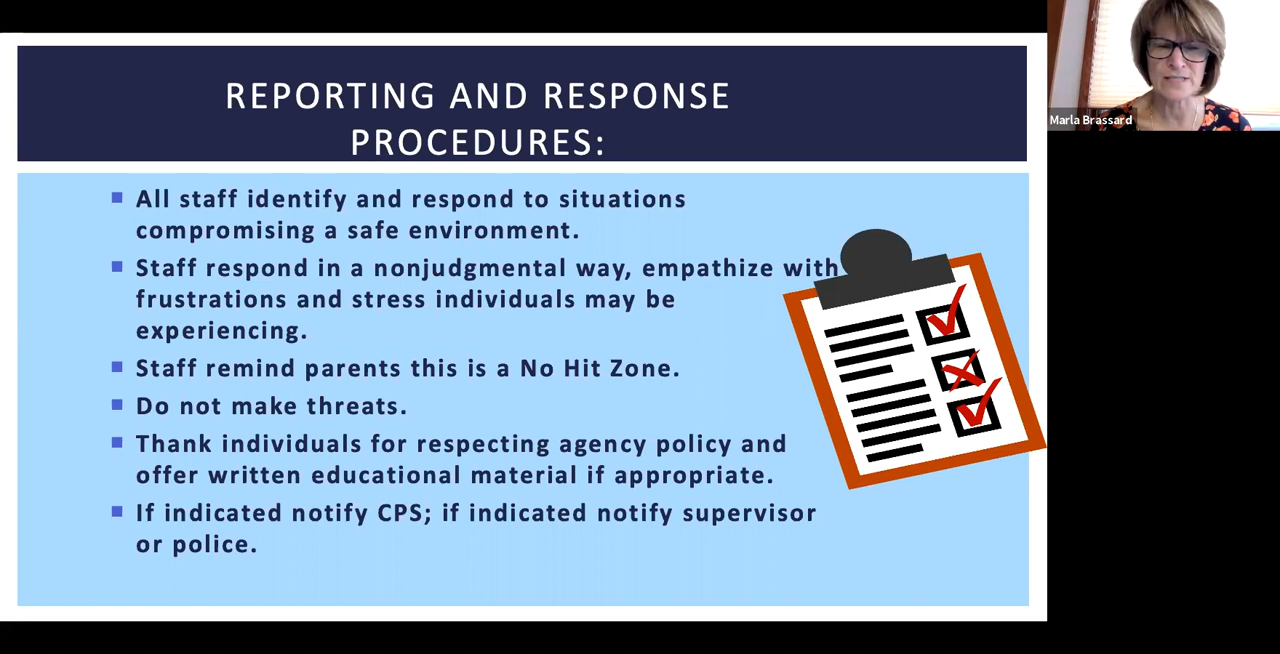 REPORTING AND RESPONSE
PROCEDURES:
Marla Brassard
All staff identify and respond to situations
compromising a safe environment.
Staff respond in a nonjudgmental way, empathize with
frustrations and stress individuals may be
experiencing.
Staff remind parents this is a No Hit Zone.
Do not make threats.
Thank individuals for respecting agency policy and
offer written educational material if appropriate.
If indicated notify CPS; if indicated notify supervisor
or police.